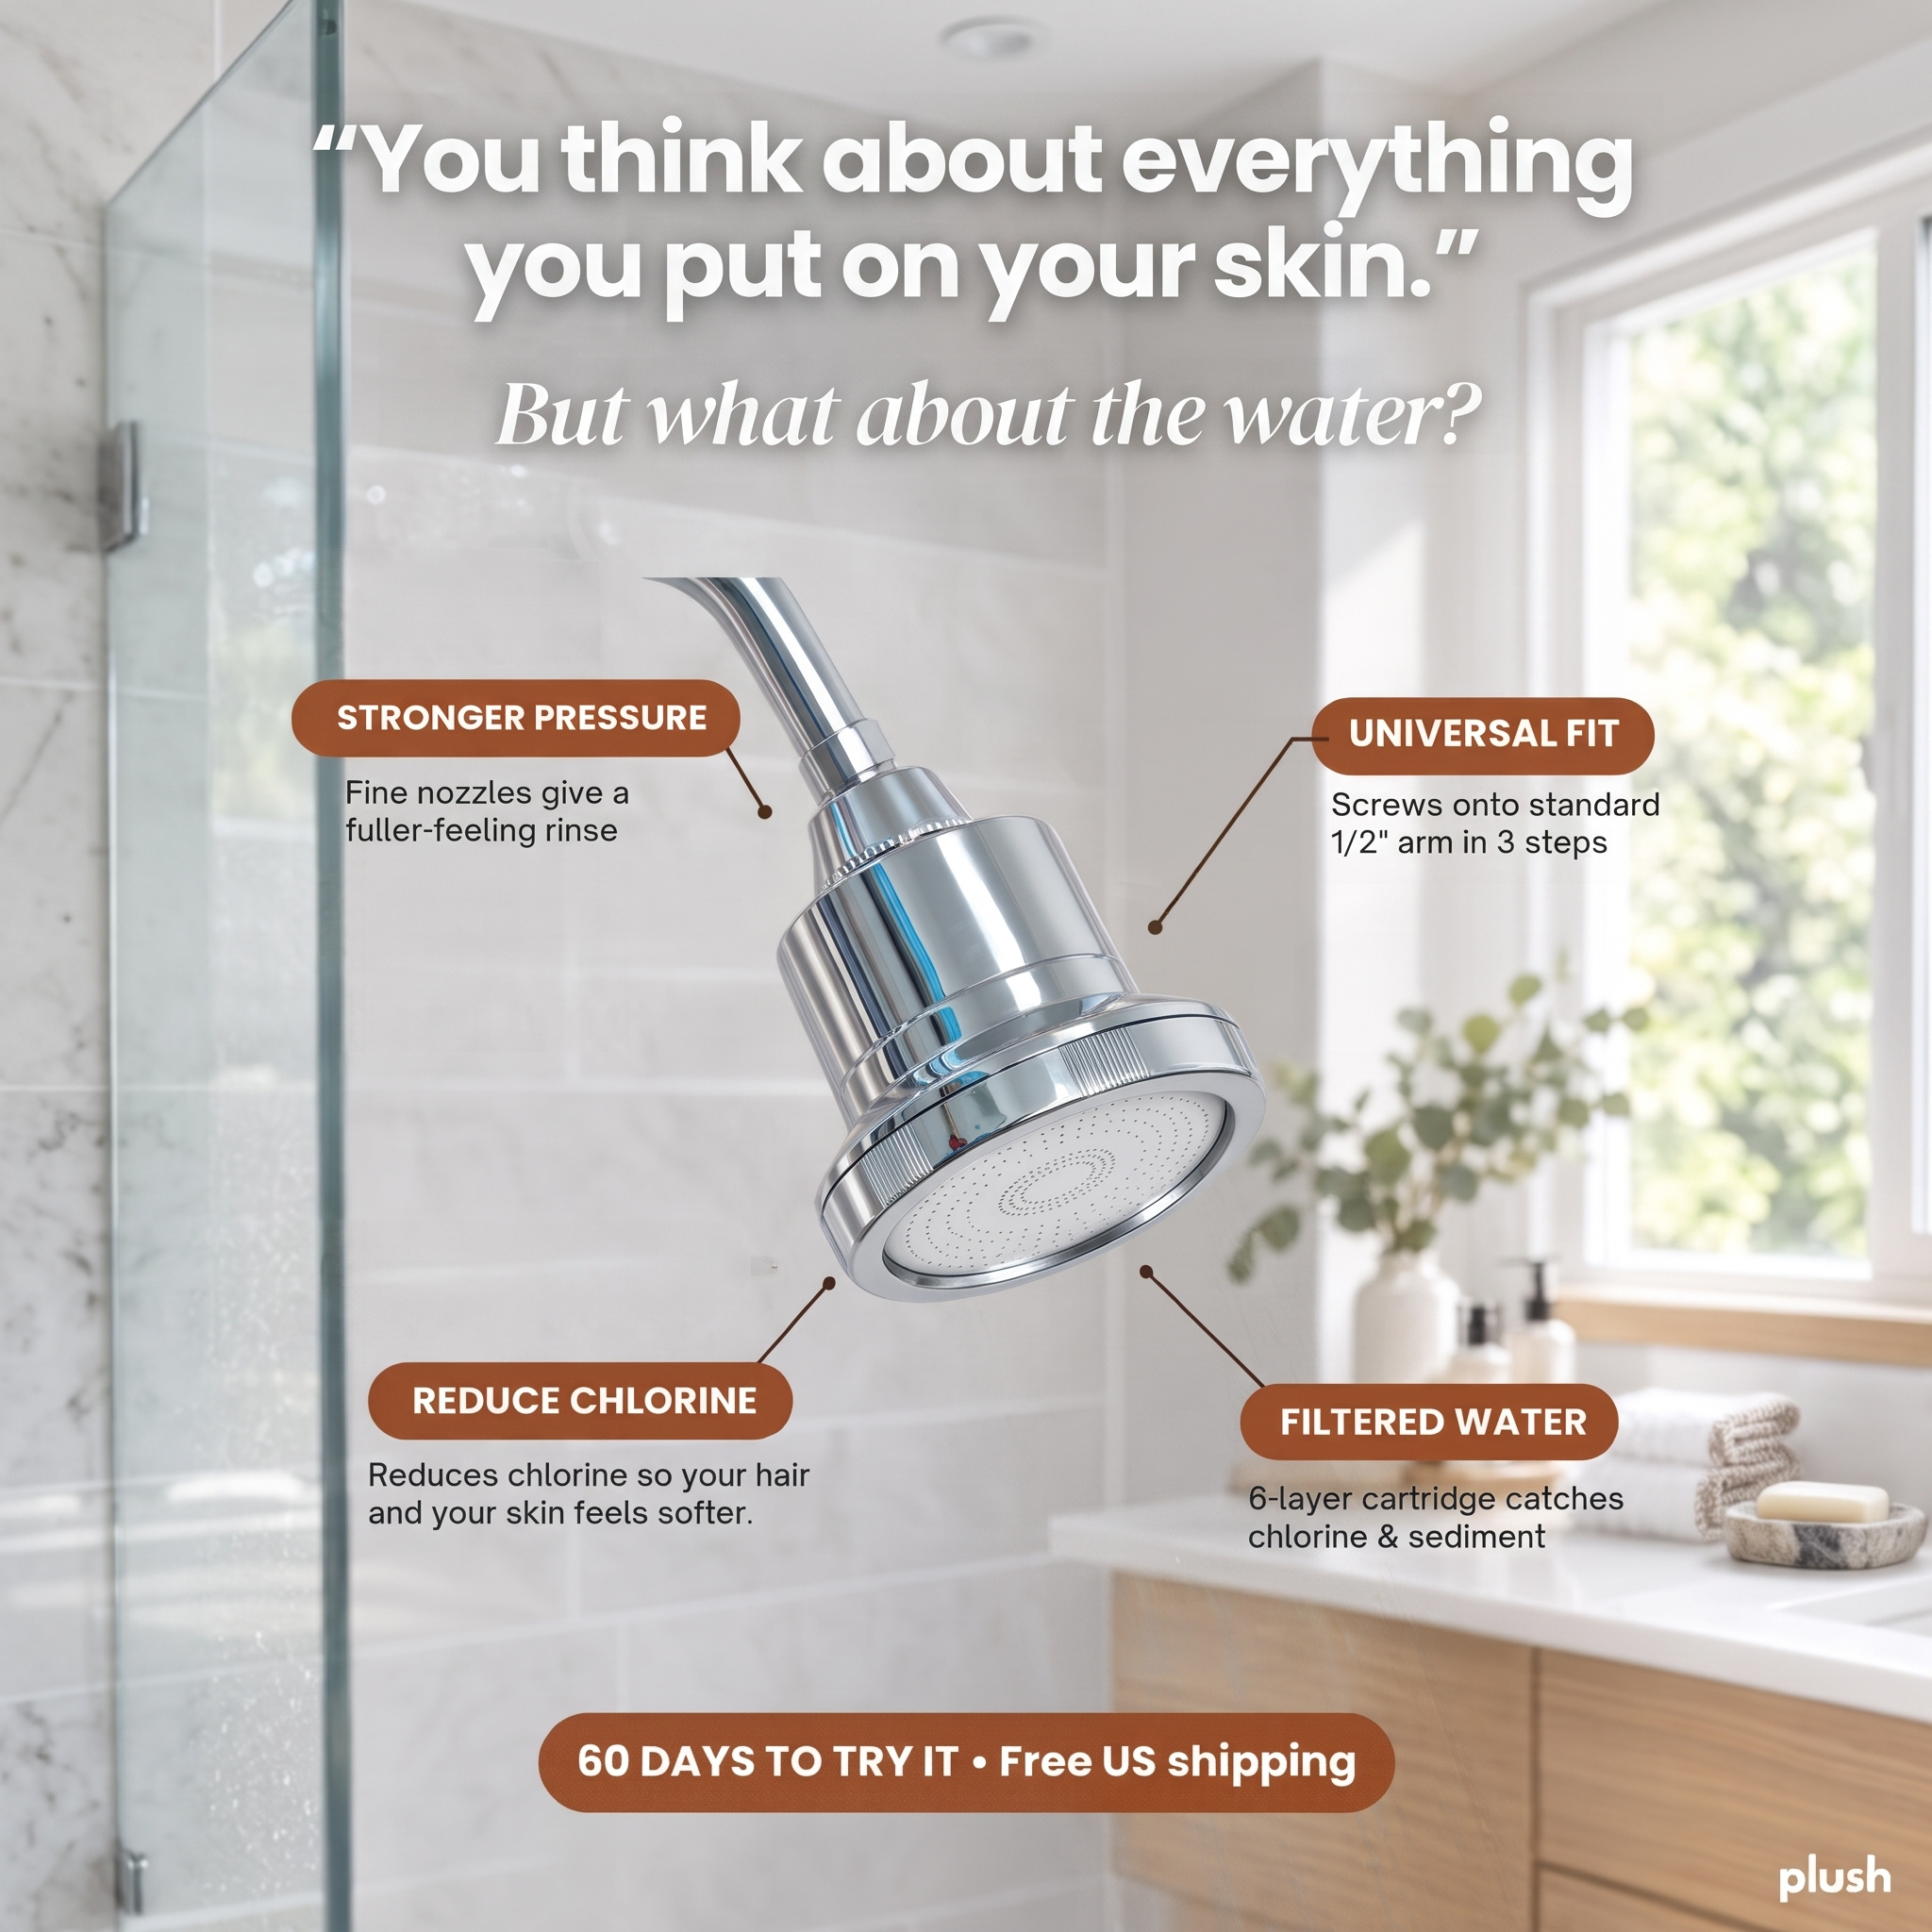 “You think about everything
you put on your skin.”
But what about the water?
STRONGER PRESSURE
Fine nozzles give a
fuller-feeling rinse
UNIVERSAL FIT
Screws onto standard
1/2" arm in 3 steps
REDUCE CHLORINE
Reduces chlorine so your hair
and your skin feels softer.
FILTERED WATER
6-layer cartridge catches
chlorine & sediment
60 DAYS TO TRY IT • Free US shipping
plush